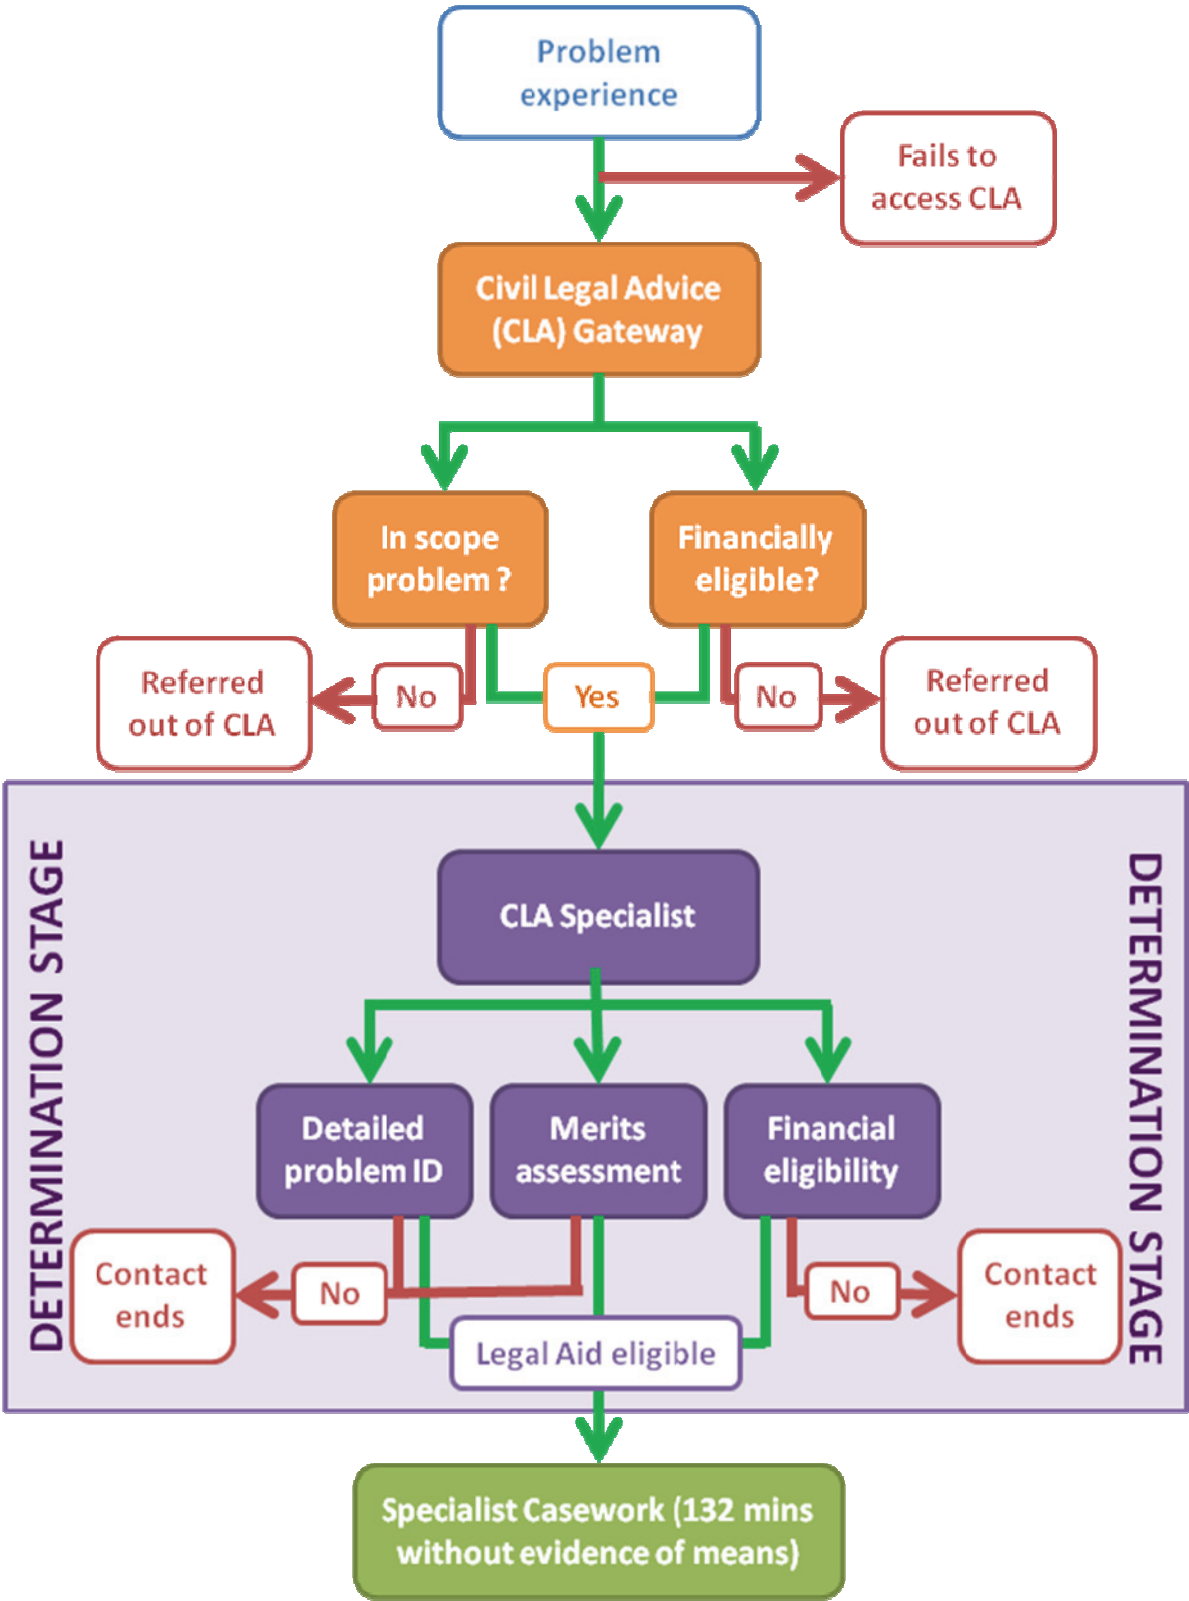 Problem
experience
Fails to
access CLA
Civil Legal Advice
(CLA) Gateway
In scope
problem ?
Financially
eligible?
Referred
out of CLA
No
Yes
No
Referred
out of CLA
DETERMINATION STAGE
DETERMINATION STAGE
CLA Specialist
Detailed
problem ID
Merits
assessment
Financial
eligibility
Contact
ends
No
No
Contact
ends
Legal Aid eligible
Specialist Casework (132 mins
without evidence of means)